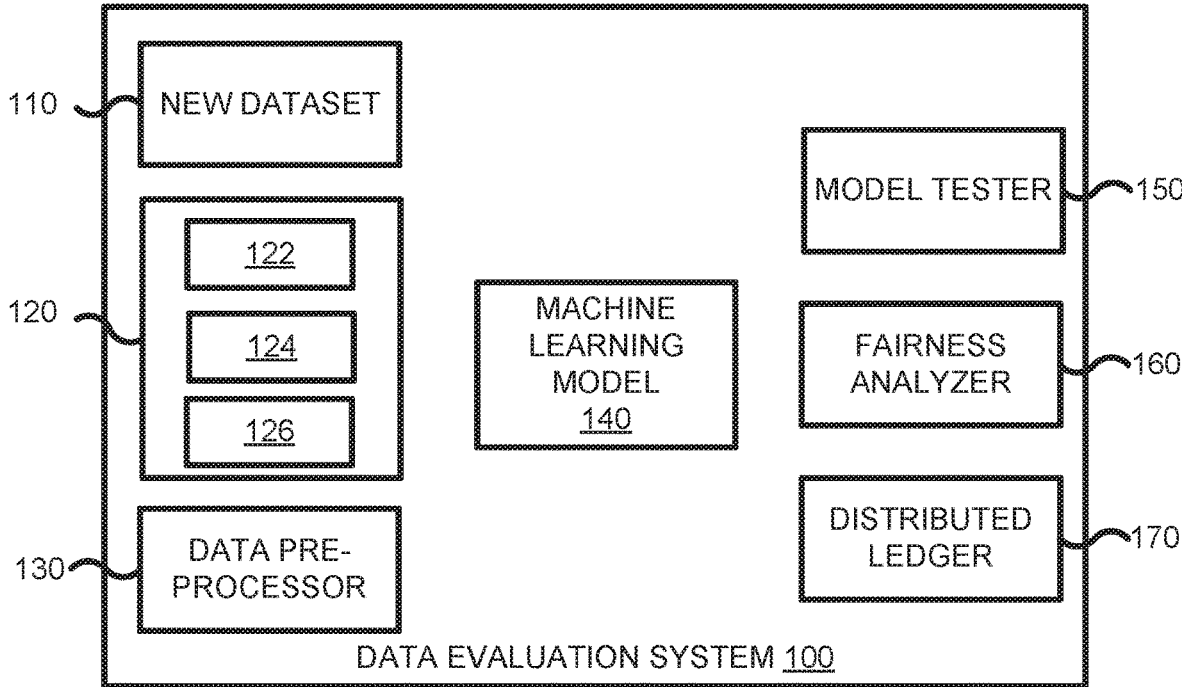 110
NEW DATASET
120
122
124
126
130
DATA PRE-
PROCESSOR
MACHINE
LEARNING
MODEL
140
MODEL TESTER
150
FAIRNESS
ANALYZER
160
DISTRIBUTED
LEDGER
170
DATA EVALUATION SYSTEM 100